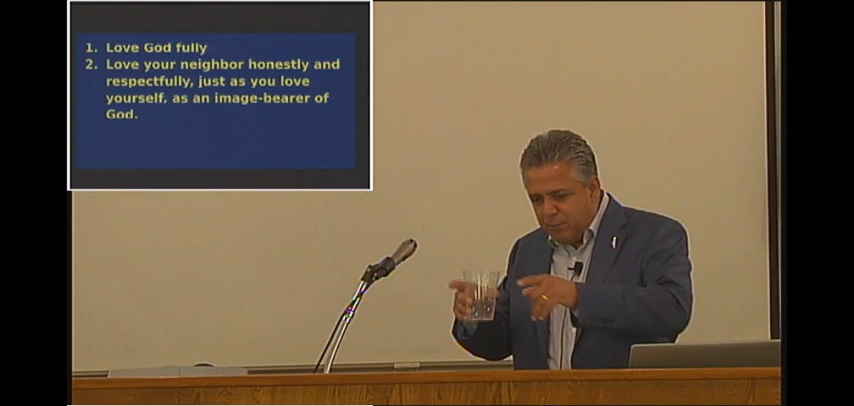 1. Love God fully
2. Love your neighbor honestly and
respectfully, just as you love
yourself, as an image-bearer of
God.